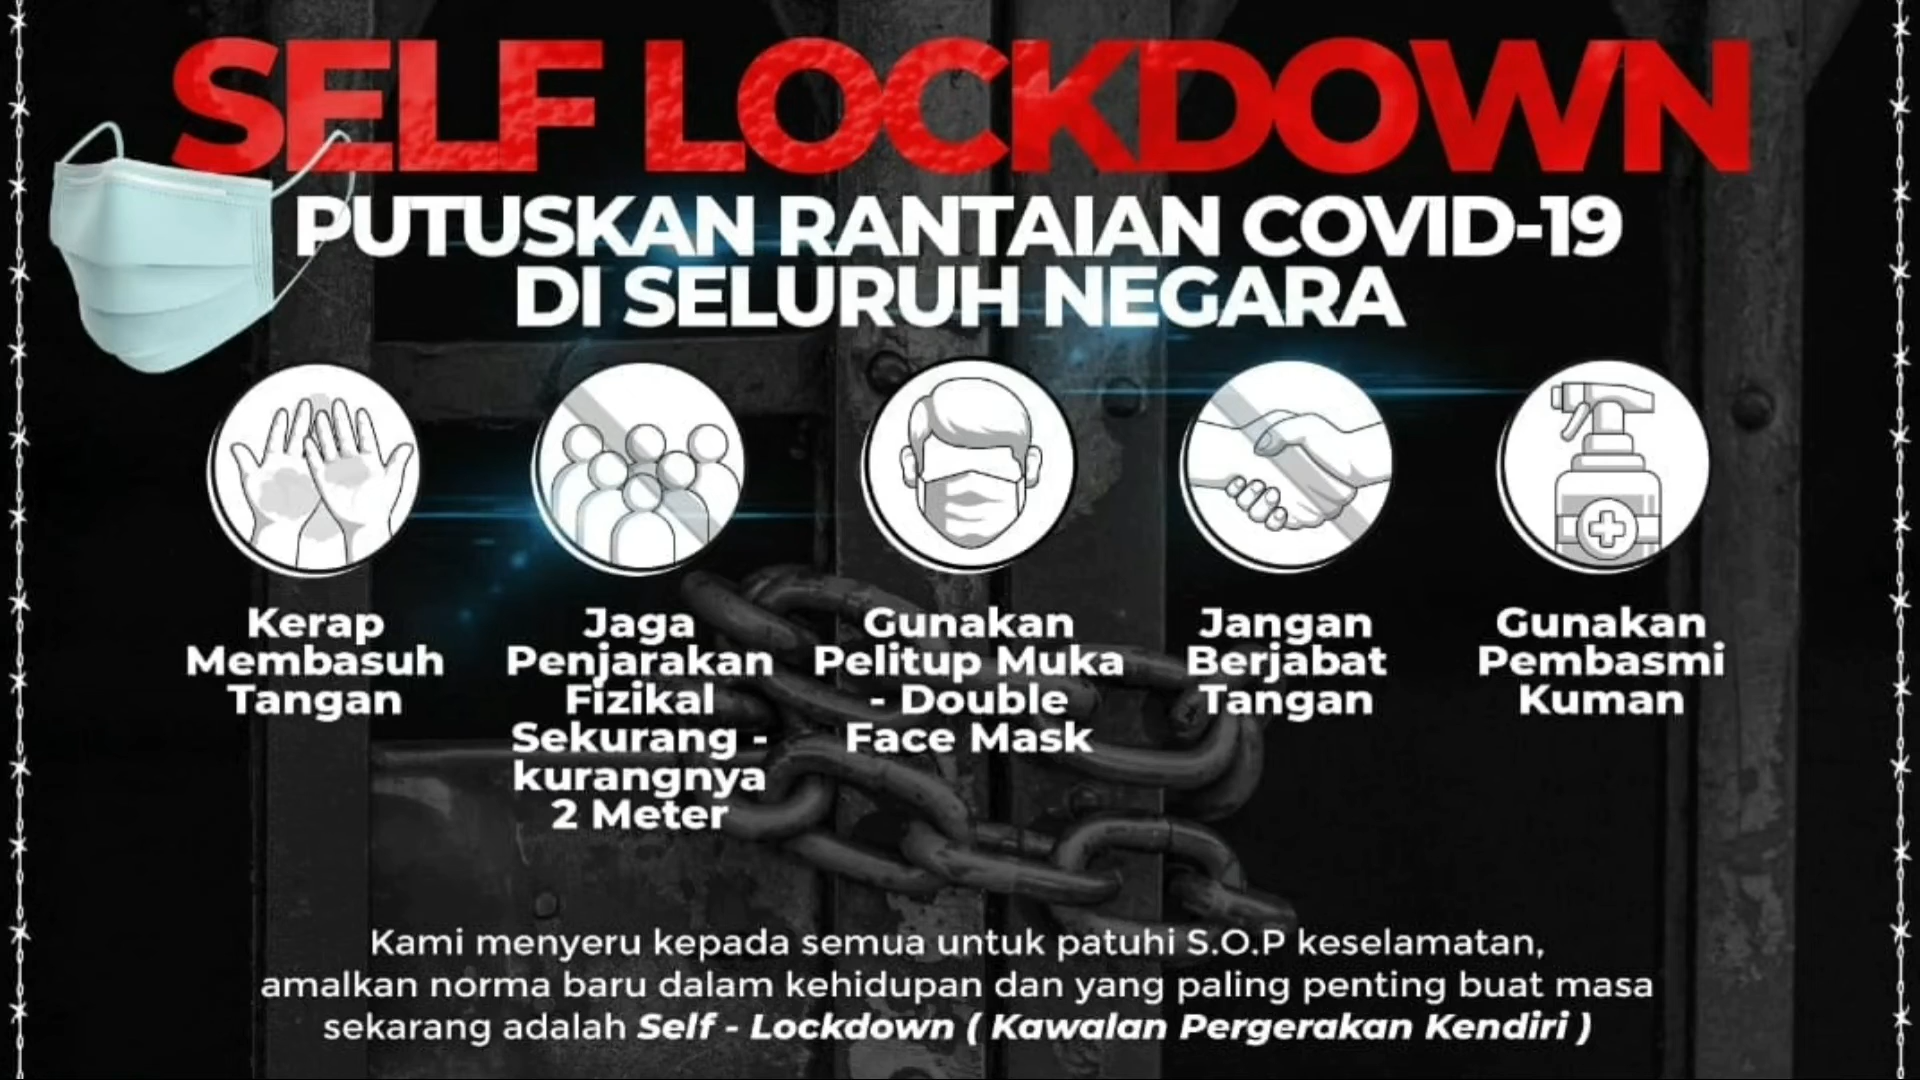 SELF LOCKDOWN
PUTUSKAN RANTAIAN COVID-19
DI SELURUH NEGARA
Kerap
Membasuh
Tangan
Jaga
Penjarakan
Fizikal
Sekurang -
kurangnya
2 Meter
Gunakan
Pelitup Muka
- Double
Face Mask
Jangan
Berjabat
Tangan
Gunakan
Pembasmi
Kuman
Kami menyeru kepada semua untuk patuhi S.O.P keselamatan,
amalkan norma baru dalam kehidupan dan yang paling penting buat masa
sekarang adalah Self - Lockdown ( Kawalan Pergerakan Kendiri )